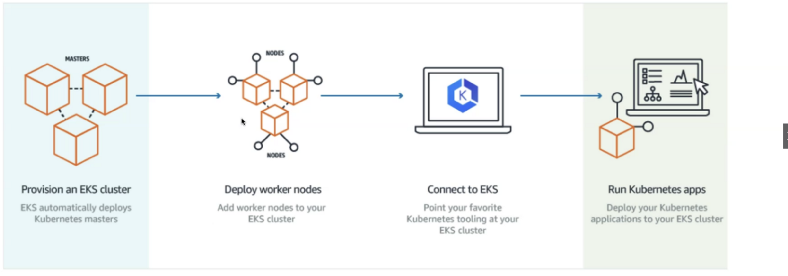 MASTERS
NODES
K
NODES
Provision an EKS cluster
EKS automatically deploys
Kubernetes masters
Deploy worker nodes
Add worker nodes to your
EKS cluster
Connect to EKS
Point your favorite
Kubernetes tooling at your
EKS cluster
Run Kubernetes apps
Deploy your Kubernetes
applications to your EKS cluster